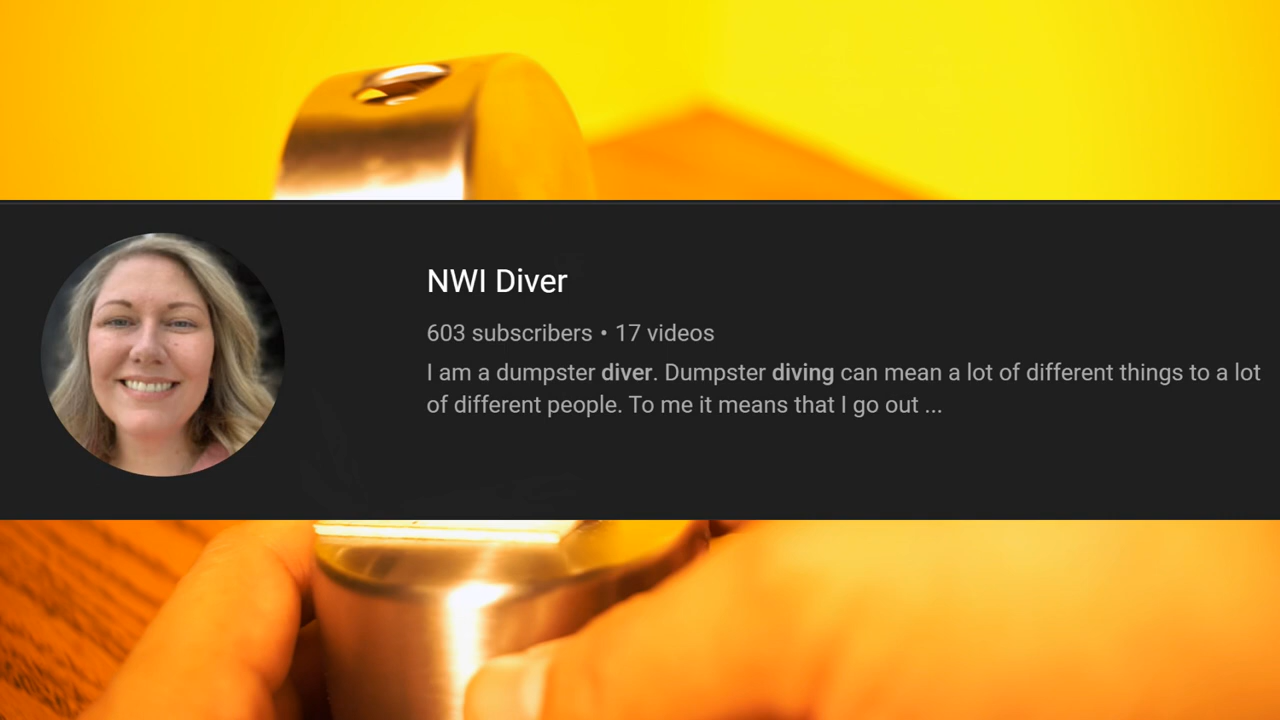 NWI Diver
603 subscribers • 17 videos
I am a dumpster diver. Dumpster diving can mean a lot of different things to a lot
of different people. To me it means that I go out ...